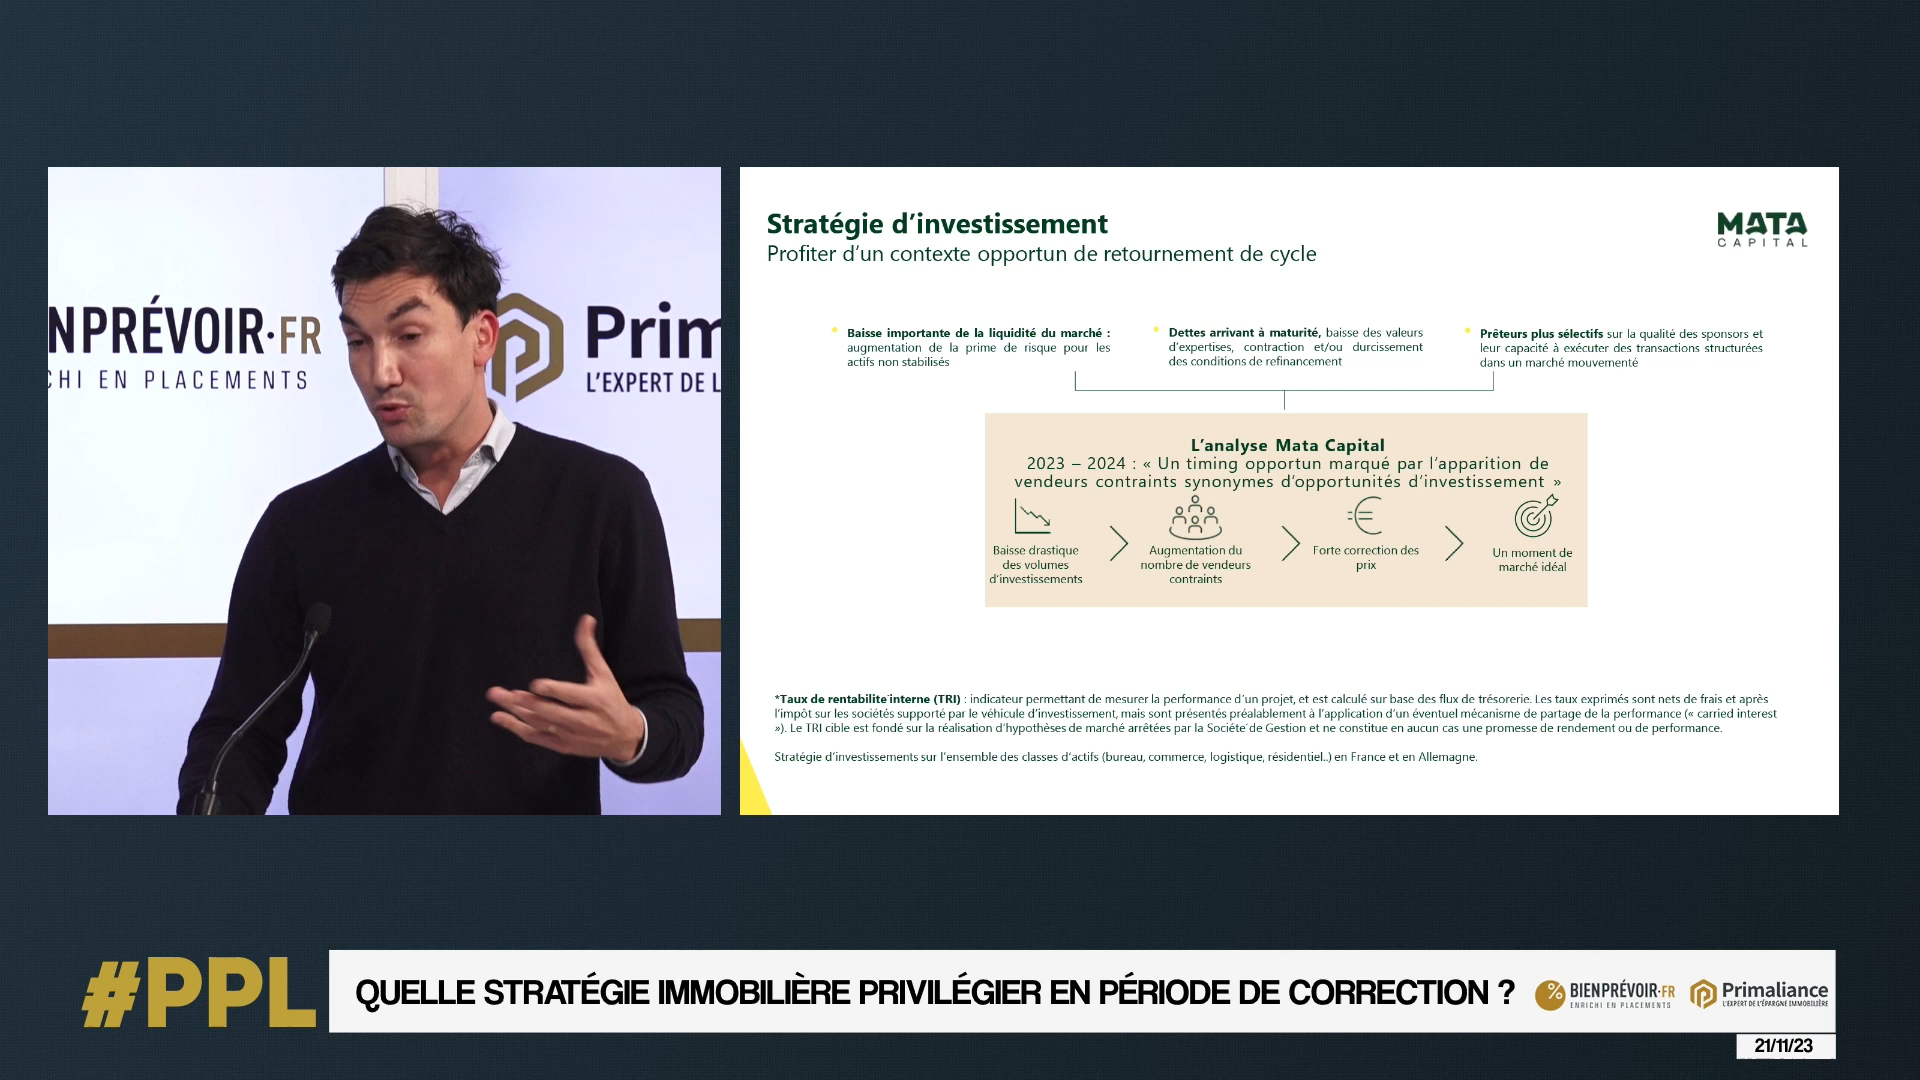 NPRÉVOIR·FR
CHI EN PLACEMENTS
Prim
L'EXPERT DE L
Stratégie d'investissement
Profiter d'un contexte opportun de retournement de cycle
MATA
CAPITAL
Baisse importante de la liquidité du marché :
augmentation de la prime de risque pour les
actifs non stabilisés
Dettes arrivant à maturité, baisse des valeurs
d'expertises, contraction et/ou durcissement
des conditions de refinancement
Prêteurs plus sélectifs sur la qualité des sponsors et
leur capacité à exécuter des transactions structurées
dans un marché mouvementé
L'analyse Mata Capital
2023 – 2024 : « Un timing opportun marqué par l'apparition de
vendeurs contraints synonymes d'opportunités d'investissement »
Baisse drastique
des volumes
d'investissements
Augmentation du
nombre de vendeurs
contraints
Forte correction des
prix
Un moment de
marché idéal
*Taux de rentabilite´interne (TRI) : indicateur permettant de mesurer la performance d'un projet, et est calculé sur base des flux de trésorerie. Les taux exprimés sont nets de frais et après
l'impôt sur les sociétés supporté par le véhicule d'investissement, mais sont présentés préalablement à l'application d'un éventuel mécanisme de partage de la performance (« carried interest
»). Le TRI cible est fondé sur la réalisation d'hypothèses de marché arrêtées par la Société´de Gestion et ne constitue en aucun cas une promesse de rendement ou de performance.
Stratégie d'investissements sur l'ensemble des classes d'actifs (bureau, commerce, logistique, résidentiel..) en France et en Allemagne.
#PPL
QUELLE STRATÉGIE IMMOBILIÈRE PRIVILÉGIER EN PÉRIODE DE CORRECTION ?
% BIENPRÉVOIR·FR
ENRICHI EN PLACEMENTS
Primaliance
L'EXPERT DE L'ÉPARGNE IMMOBILIÈRE
21/11/23